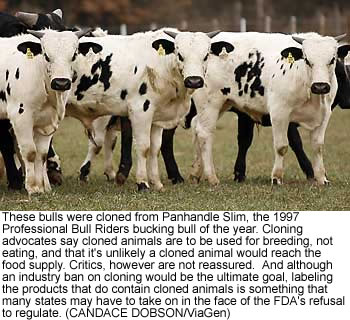 These bulls were cloned from Panhandle Slim, the 1997
Professional Bull Riders bucking bull of the year. Cloning
advocates say cloned animals are to be used for breeding, not
eating, and that it's unlikely a cloned animal would reach the
food supply. Critics, however are not reassured.  And although
an industry ban on cloning would be the ultimate goal, labeling
the products that do contain cloned animals is something that
many states may have to take on in the face of the FDA's refusal
to regulate. (CANDACE DOBSON/ViaGen)